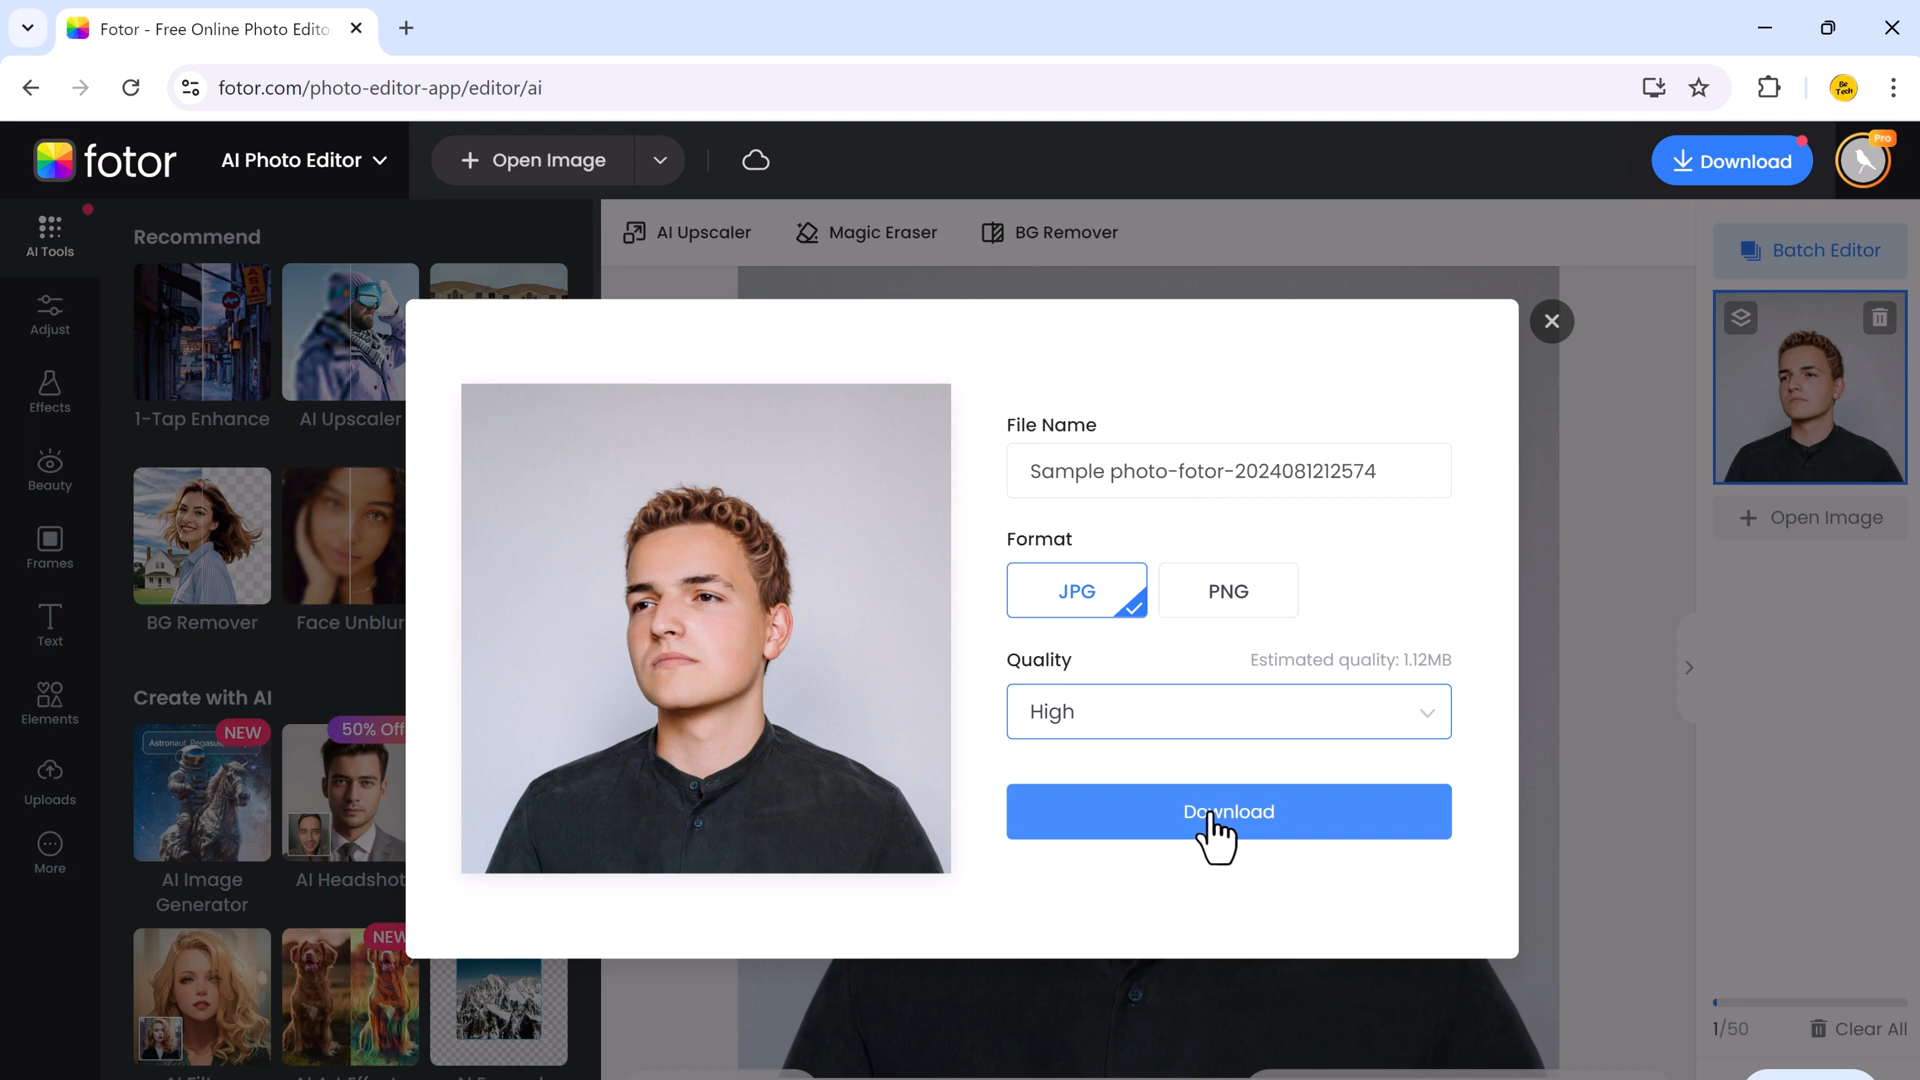 Fotor - Free Online Photo Edito
fotor.com/photo-editor-app/editor/ai
Be
Tech
fotor
AI Photo Editor
Open Image
Download
Pro
AI Tools
Adjust
Effects
Beauty
Frames
Text
Elements
Uploads
More
Recommend
1-Tap Enhance
AI Upscaler
BG Remover
Face Unblur
Create with AI
NEW
50% Off
Astronaut, Pegasus,
AI Image
Generator
AI Headshot
NEW
AI Upscaler
Magic Eraser
BG Remover
File Name
Sample photo-fotor-2024081212574
Format
JPG
PNG
Quality
Estimated quality: 1.12MB
High
Download
Batch Editor
Open Image
1/50
Clear All